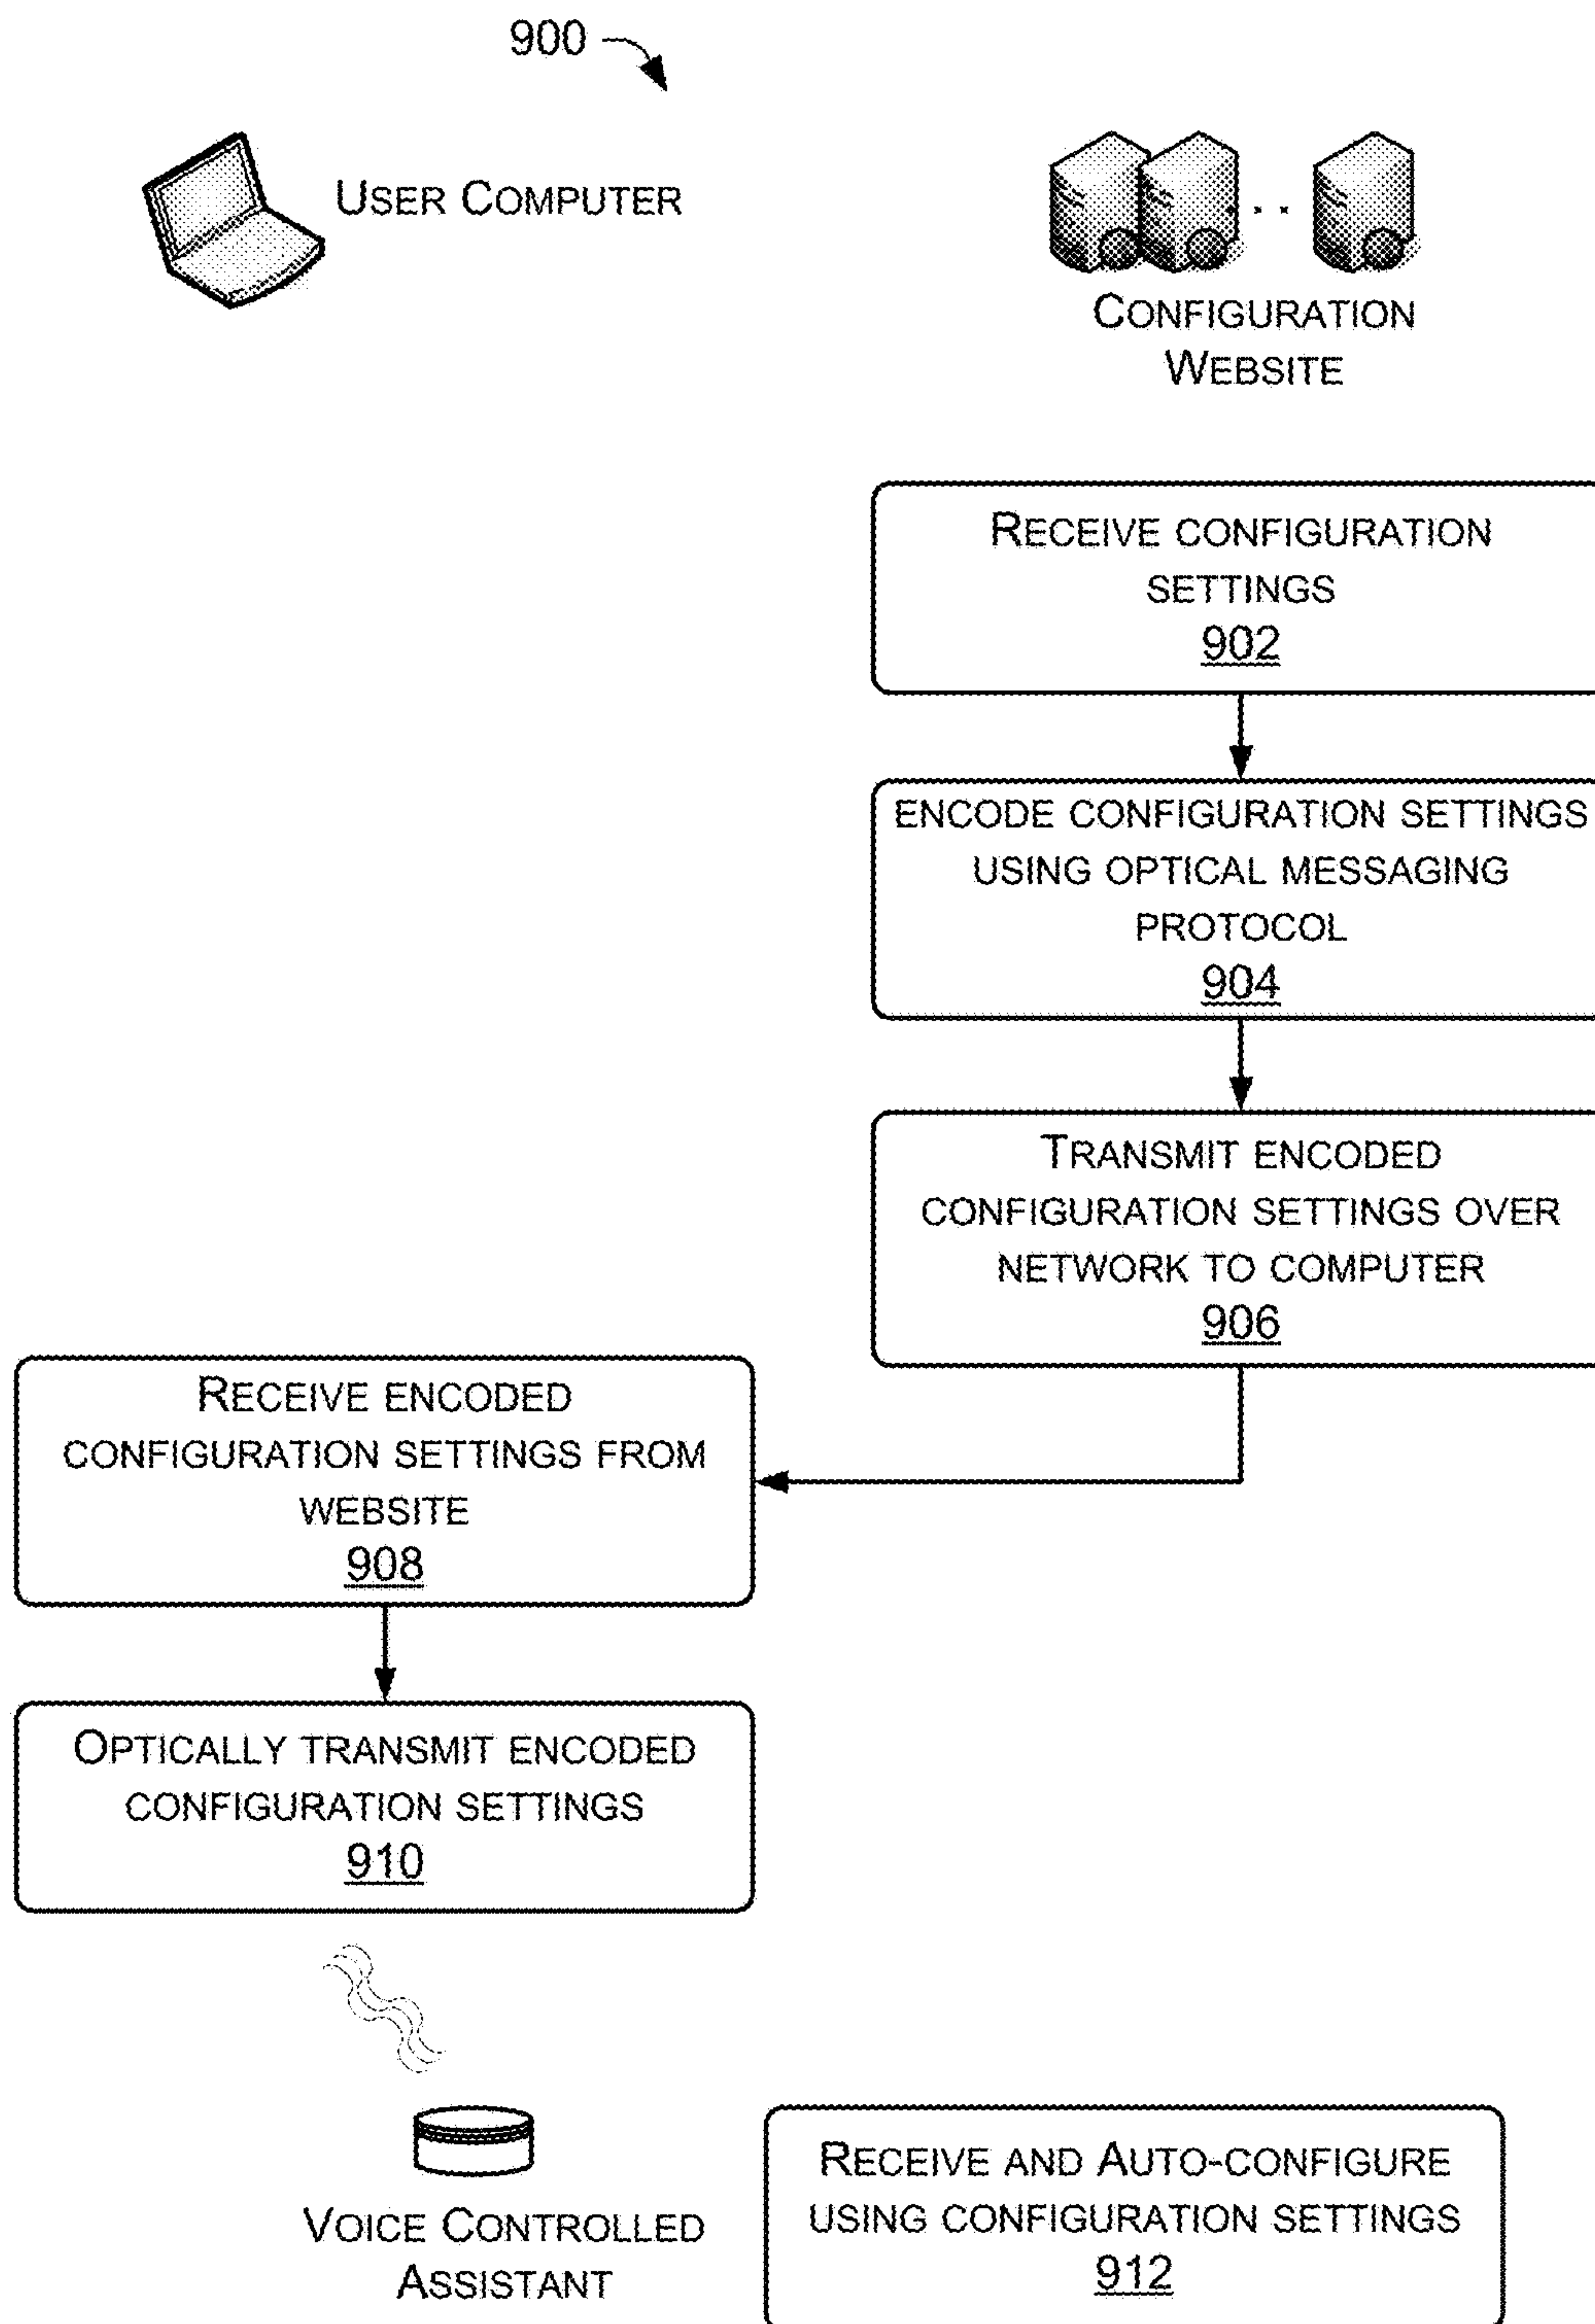 900
USER COMPUTER
CONFIGURATION
WEBSITE
RECEIVE CONFIGURATION
SETTINGS
902
ENCODE CONFIGURATION SETTINGS
USING OPTICAL MESSAGING
PROTOCOL
904
TRANSMIT ENCODED
CONFIGURATION SETTINGS OVER
NETWORK TO COMPUTER
906
RECEIVE ENCODED
CONFIGURATION SETTINGS FROM
WEBSITE
908
OPTICALLY TRANSMIT ENCODED
CONFIGURATION SETTINGS
910
VOICE CONTROLLED
ASSISTANT
RECEIVE AND AUTO-CONFIGURE
USING CONFIGURATION SETTINGS
912